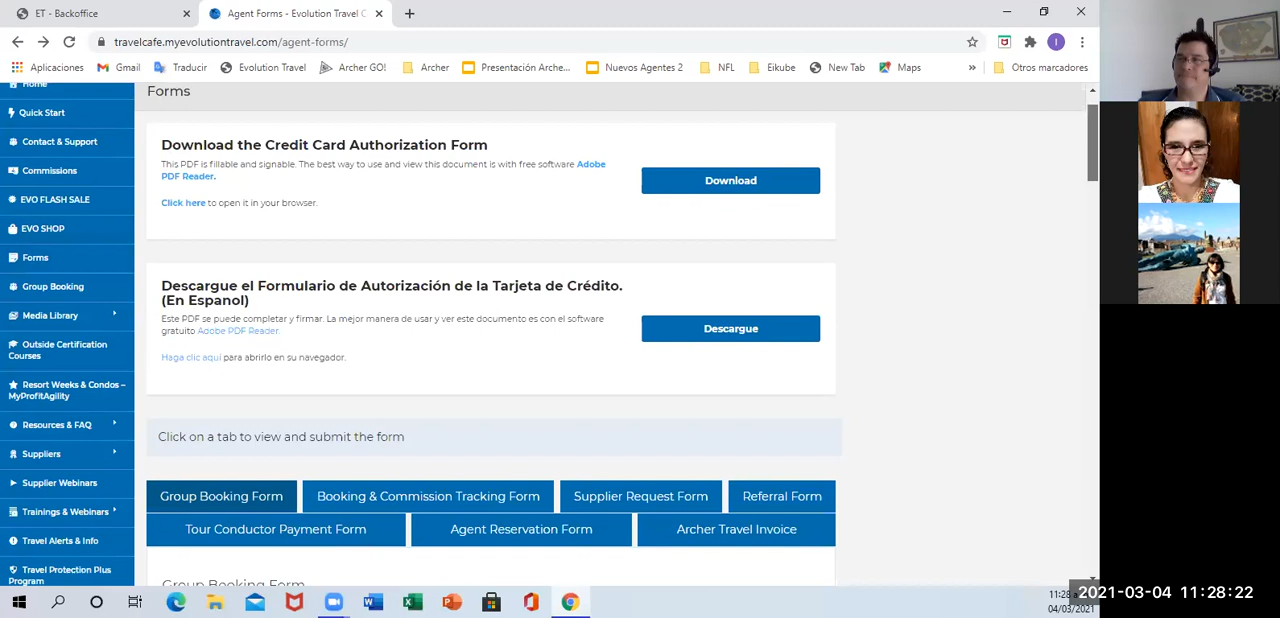 ET - Backoffice
Agent Forms - Evolution Travel C
travelcafe.myevolutiontravel.com/agent-forms/
Aplicaciones
Gmail
Traducir
Evolution Travel
Archer GO!
Archer
Presentación Arche...
Nuevos Agentes 2
NFL
Eikube
New Tab
Maps
»
Otros marcadores
I
Home
Quick Start
Contact & Support
Commissions
EVO FLASH SALE
EVO SHOP
Forms
Group Booking
Media Library
Outside Certification
Courses
Resort Weeks & Condos –
MyProfitAgility
Resources & FAQ
Suppliers
Supplier Webinars
Trainings & Webinars
Travel Alerts & Info
Travel Protection Plus
Program
Forms
Download the Credit Card Authorization Form
This PDF is fillable and signable. The best way to use and view this document is with free software Adobe
PDF Reader.
Click here to open it in your browser.
Download
Descargue el Formulario de Autorización de la Tarjeta de Crédito.
(En Espanol)
Este PDF se puede completar y firmar. La mejor manera de usar y ver este documento es con el software
gratuito Adobe PDF Reader.
Haga clic aquí para abrirlo en su navegador.
Descargue
Click on a tab to view and submit the form
Group Booking Form
Booking & Commission Tracking Form
Supplier Request Form
Referral Form
Tour Conductor Payment Form
Agent Reservation Form
Archer Travel Invoice
Group Booking Form
11:28 a
04/03/2021
2021-03-04 11:28:22